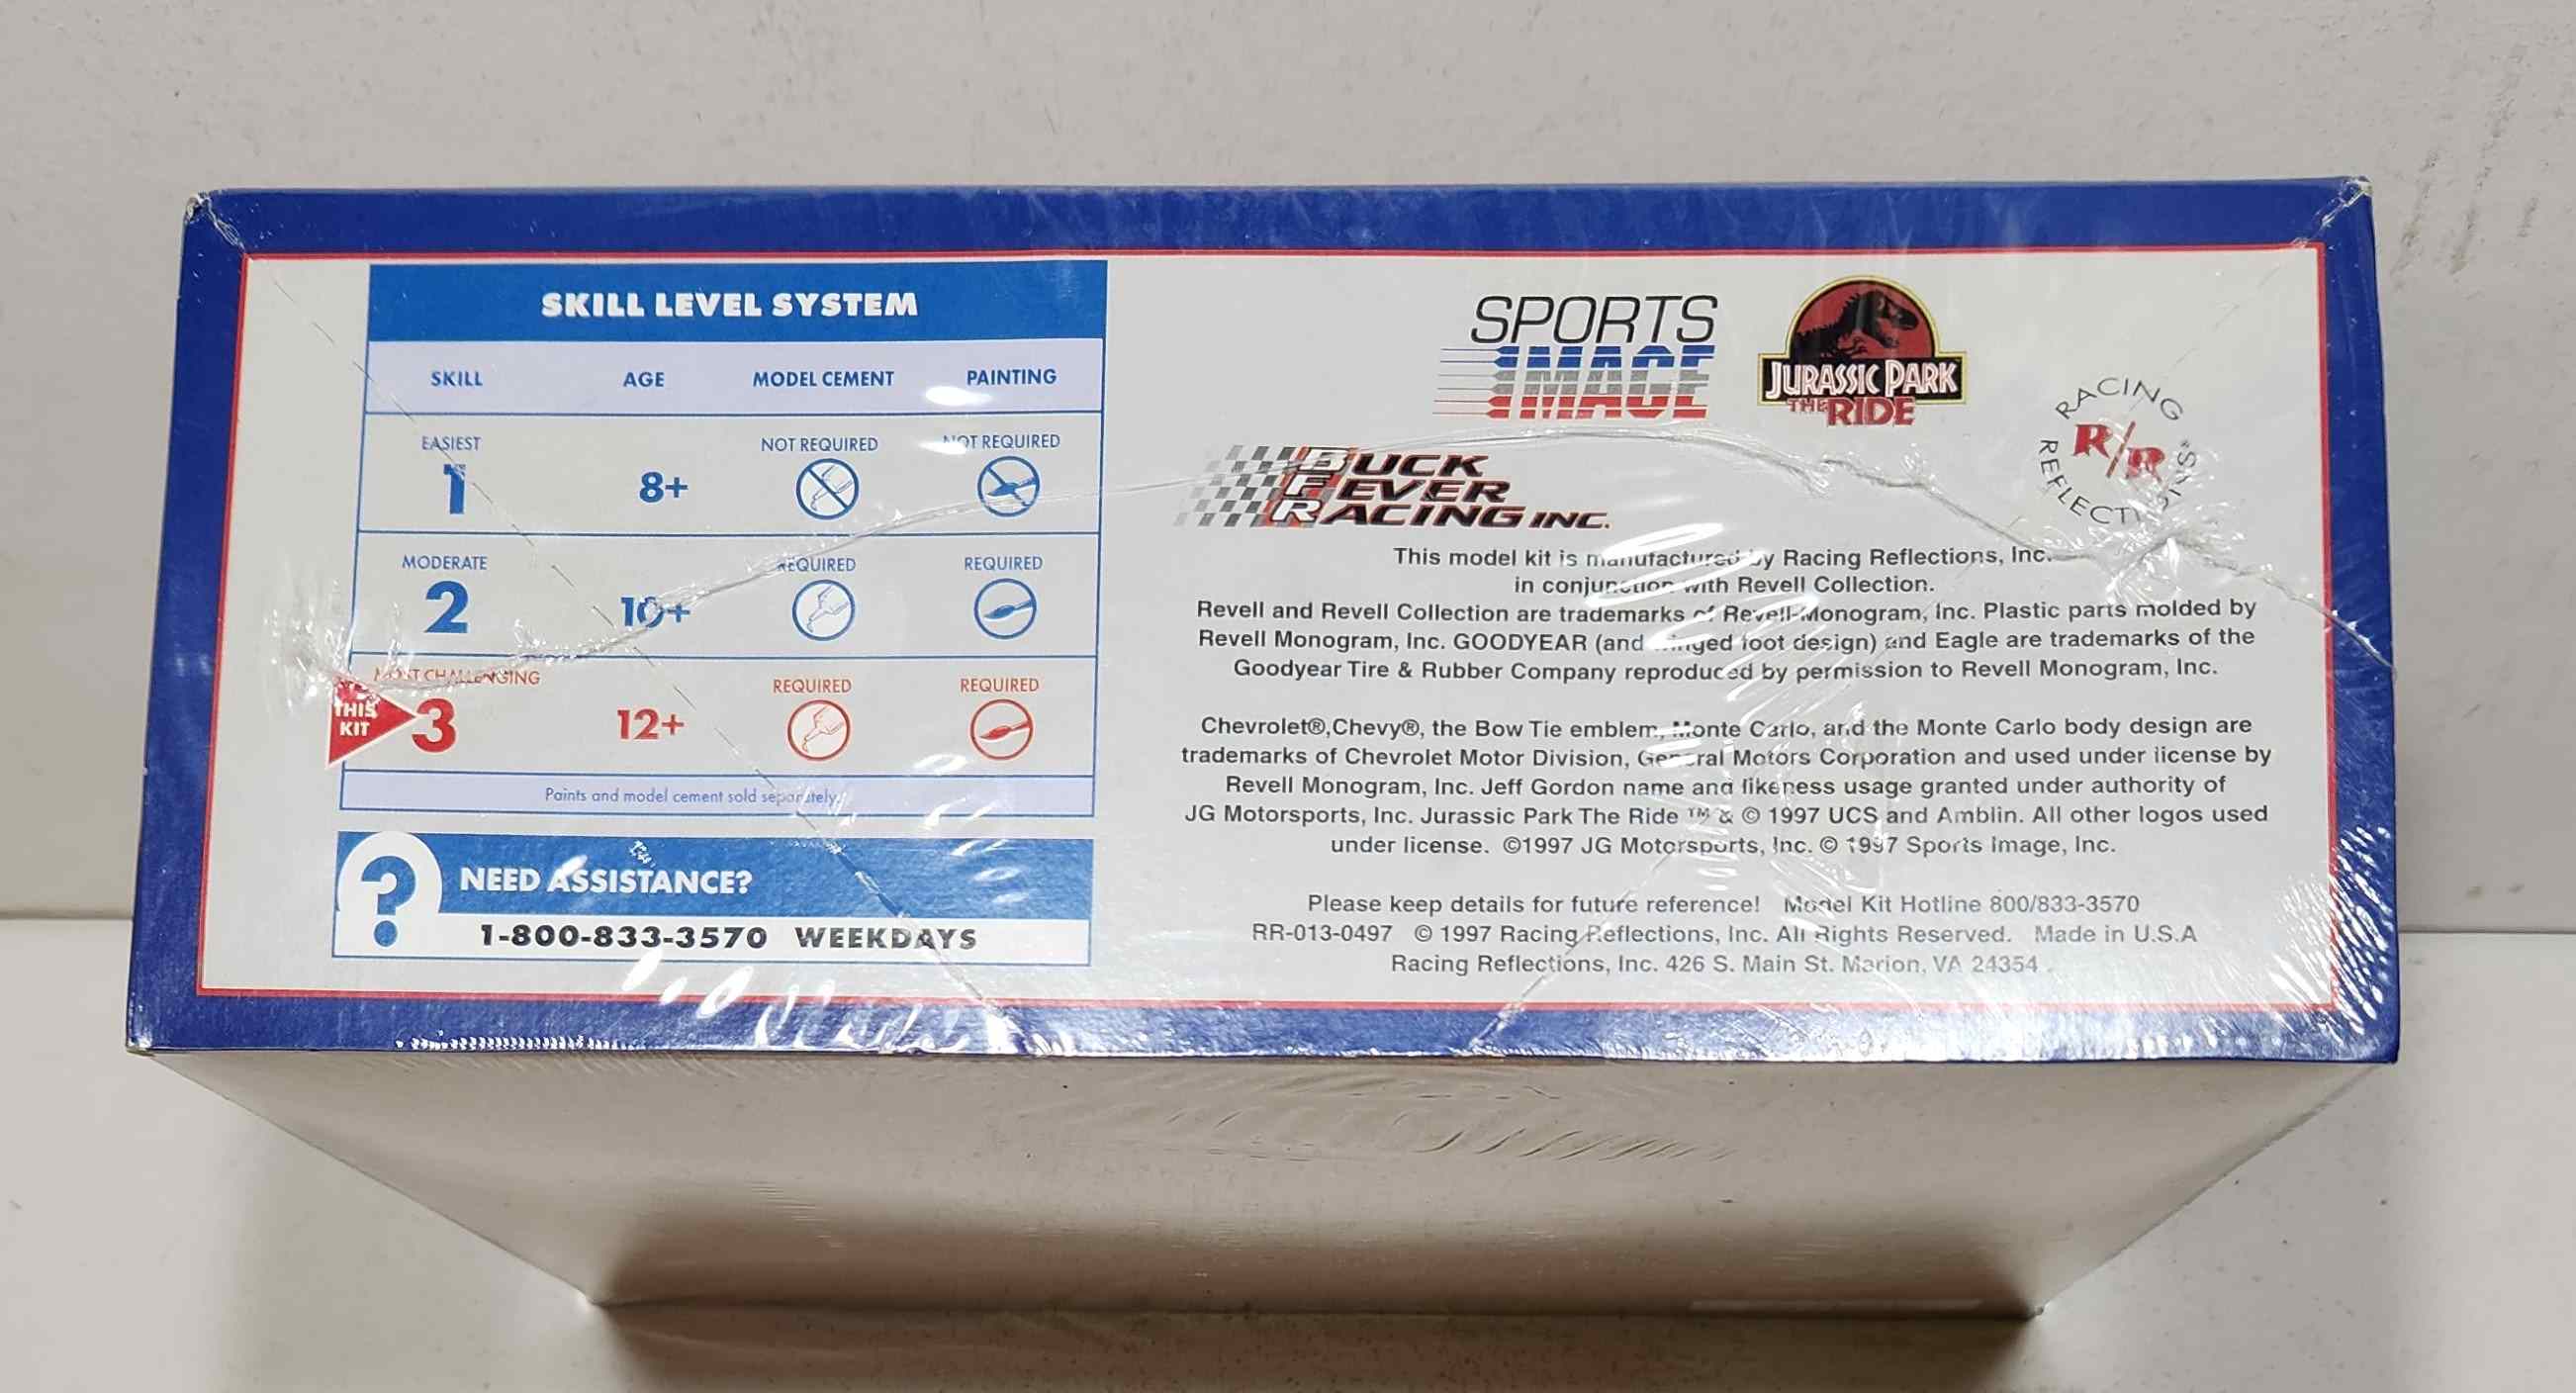 SKILL LEVEL SYSTEM
SKILL AGE MODEL CEMENT PAINTING
EASIEST NOT REQUIRED NOT REQUIRED
1 8+
MODERATE REQUIRED REQUIRED
2 10+
MOST CHALLENGING REQUIRED REQUIRED
THIS
KIT
3 12+
Paints and model cement sold separately.
? NEED ASSISTANCE?
1-800-833-3570 WEEKDAYS
SPORTS
IMAGE
JURASSIC PARK
THE RIDE
RACING
R/R
REFLECTIONS
BUCK
FEVER
RACING INC.
This model kit is manufactured by Racing Reflections, Inc.
in conjunction with Revell Collection.
Revell and Revell Collection are trademarks of Revell-Monogram, Inc. Plastic parts molded by
Revell Monogram, Inc. GOODYEAR (and winged foot design) and Eagle are trademarks of the
Goodyear Tire & Rubber Company reproduced by permission to Revell Monogram, Inc.
Chevrolet®,Chevy®, the Bow Tie emblem, Monte Carlo, and the Monte Carlo body design are
trademarks of Chevrolet Motor Division, General Motors Corporation and used under license by
Revell Monogram, Inc. Jeff Gordon name and likeness usage granted under authority of
JG Motorsports, Inc. Jurassic Park The Ride ™ & © 1997 UCS and Amblin. All other logos used
under license. ©1997 JG Motorsports, Inc. © 1997 Sports Image, Inc.
Please keep details for future reference! Model Kit Hotline 800/833-3570
RR-013-0497 © 1997 Racing Reflections, Inc. All Rights Reserved. Made in U.S.A
Racing Reflections, Inc. 426 S. Main St. Marion, VA 24354